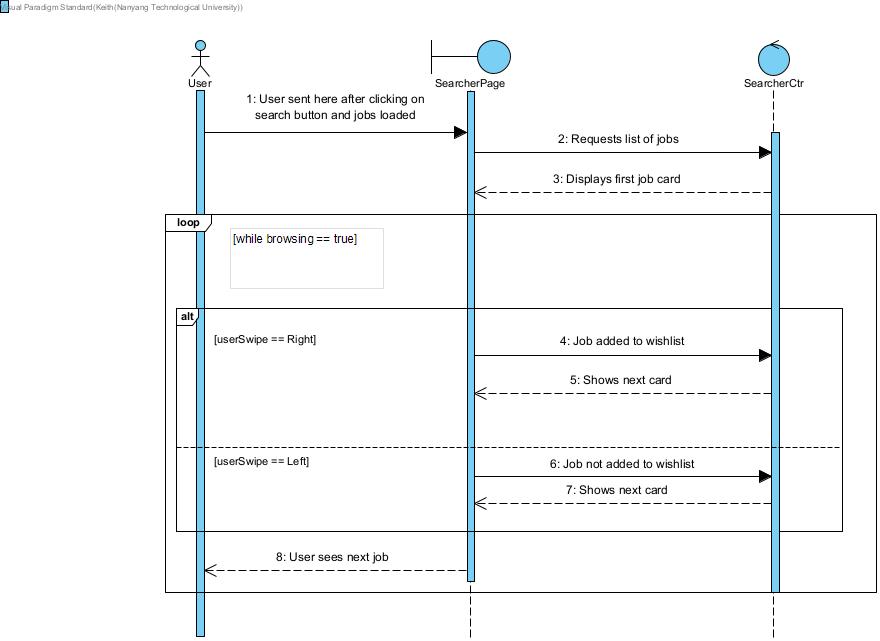 Visual Paradigm Standard(Keith(Nanyang Technological University))
User
SearcherPage
SearcherCtr
1: User sent here after clicking on
search button and jobs loaded
2: Requests list of jobs
3: Displays first job card
loop
[while browsing == true]
alt
[userSwipe == Right]
4: Job added to wishlist
5: Shows next card
[userSwipe == Left]
6: Job not added to wishlist
7: Shows next card
8: User sees next job